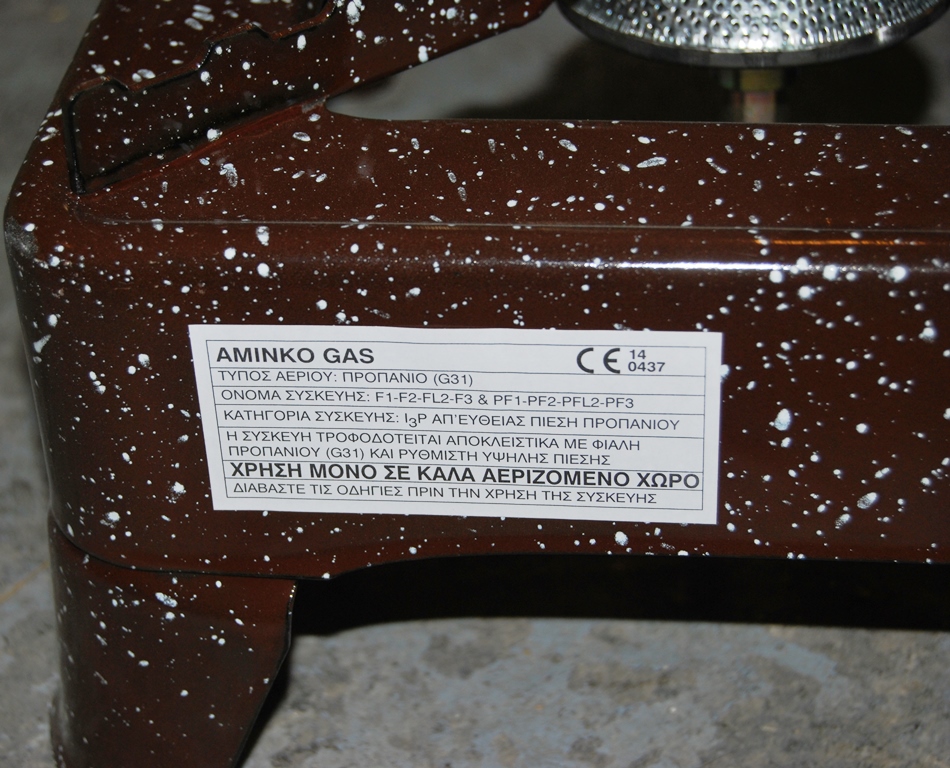 AMINKO GAS
CE 14
0437
ΤΥΠΟΣ ΑΕΡΙΟΥ: ΠΡΟΠΑΝΙΟ (G31)
ΟΝΟΜΑ ΣΥΣΚΕΥΗΣ: F1-F2-FL2-F3 & PF1-PF2-PFL2-PF3
ΚΑΤΗΓΟΡΙΑ ΣΥΣΚΕΥΗΣ: I3P ΑΠ'ΕΥΘΕΙΑΣ ΠΙΕΣΗ ΠΡΟΠΑΝΙΟΥ
Η ΣΥΣΚΕΥΗ ΤΡΟΦΟΔΟΤΕΙΤΑΙ ΑΠΟΚΛΕΙΣΤΙΚΑ ΜΕ ΦΙΑΛΗ
ΠΡΟΠΑΝΙΟΥ (G31) ΚΑΙ ΡΥΘΜΙΣΤΗ ΥΨΗΛΗΣ ΠΙΕΣΗΣ
ΧΡΗΣΗ ΜΟΝΟ ΣΕ ΚΑΛΑ ΑΕΡΙΖΟΜΕΝΟ ΧΩΡΟ
ΔΙΑΒΑΣΤΕ ΤΙΣ ΟΔΗΓΙΕΣ ΠΡΙΝ ΤΗΝ ΧΡΗΣΗ ΤΗΣ ΣΥΣΚΕΥΗΣ